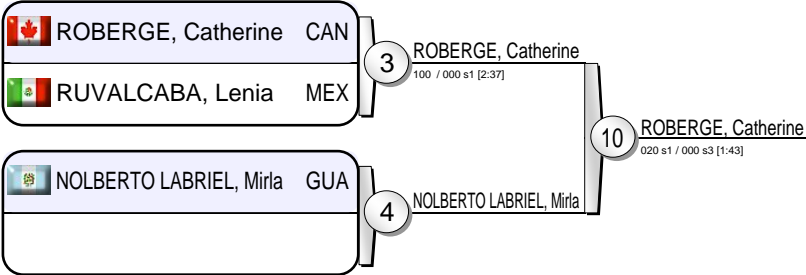 ROBERGE, Catherine CAN
RUVALCABA, Lenia MEX
3
ROBERGE, Catherine
100 / 000 s1 [2:37]
10
ROBERGE, Catherine
020 s1 / 000 s3 [1:43]
NOLBERTO LABRIEL, Mirla GUA
4
NOLBERTO LABRIEL, Mirla